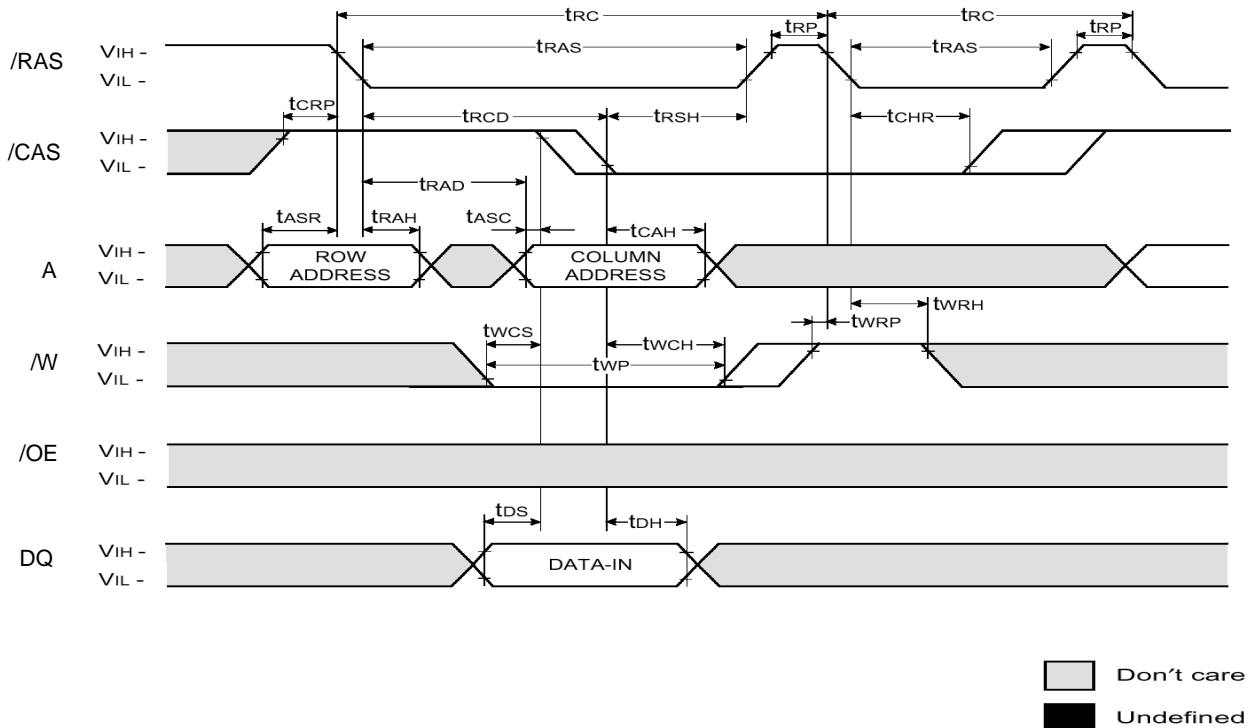 tRC tRC
/RAS VIH - tRAS tRP tRAS tRP
VIL -
tCRP tRCD tRSH tCHR
/CAS VIH -
VIL -
tRAD
tASR tRAH tASC tCAH
A VIH - ROW ADDRESS COLUMN ADDRESS
VIL -
tWRH
tWCS tWCH tWRP
/W VIH -
tWP
VIL -
/OE VIH -
VIL -
tDS tDH
DQ VIH -
DATA-IN
VIL -
Don't care
Undefined